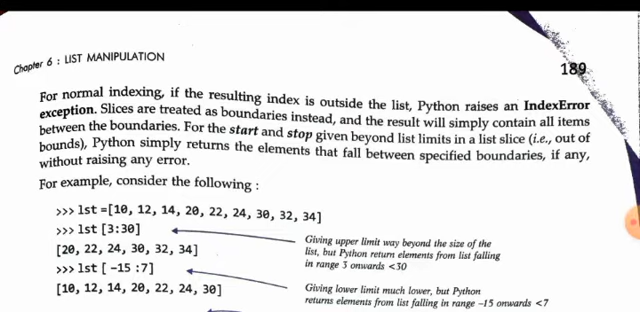 Chapter 6 : LIST MANIPULATION
189
For normal indexing, if the resulting index is outside the list, Python raises an IndexError
exception. Slices are treated as boundaries instead, and the result will simply contain all items
between the boundaries. For the start and stop given beyond list limits in a list slice (i.e., out of
bounds), Python simply returns the elements that fall between specified boundaries, if any,
without raising any error.
For example, consider the following :
>>> lst =[10, 12, 14, 20, 22, 24, 30, 32, 34]
>>> lst [3:30]
Giving upper limit way beyond the size of the
list, but Python return elements from list falling
in range 3 onwards <30
[20, 22, 24, 30, 32, 34]
>>> lst [ -15 :7]
[10, 12, 14, 20, 22, 24, 30]
Giving lower limit much lower, but Python
returns elements from list falling in range -15 onwards <7